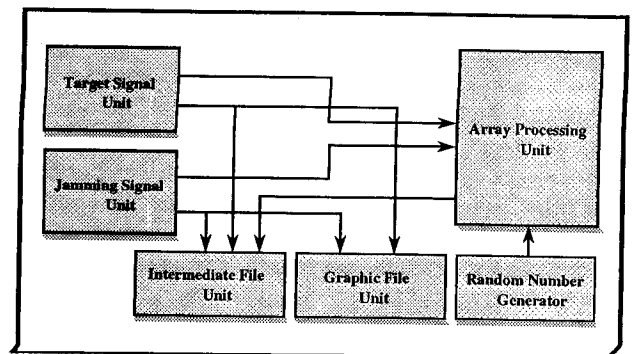 Target Signal
Unit
Array Processing
Unit
Jamming Signal
Unit
Intermediate File
Unit
Graphic File
Unit
Random Number
Generator